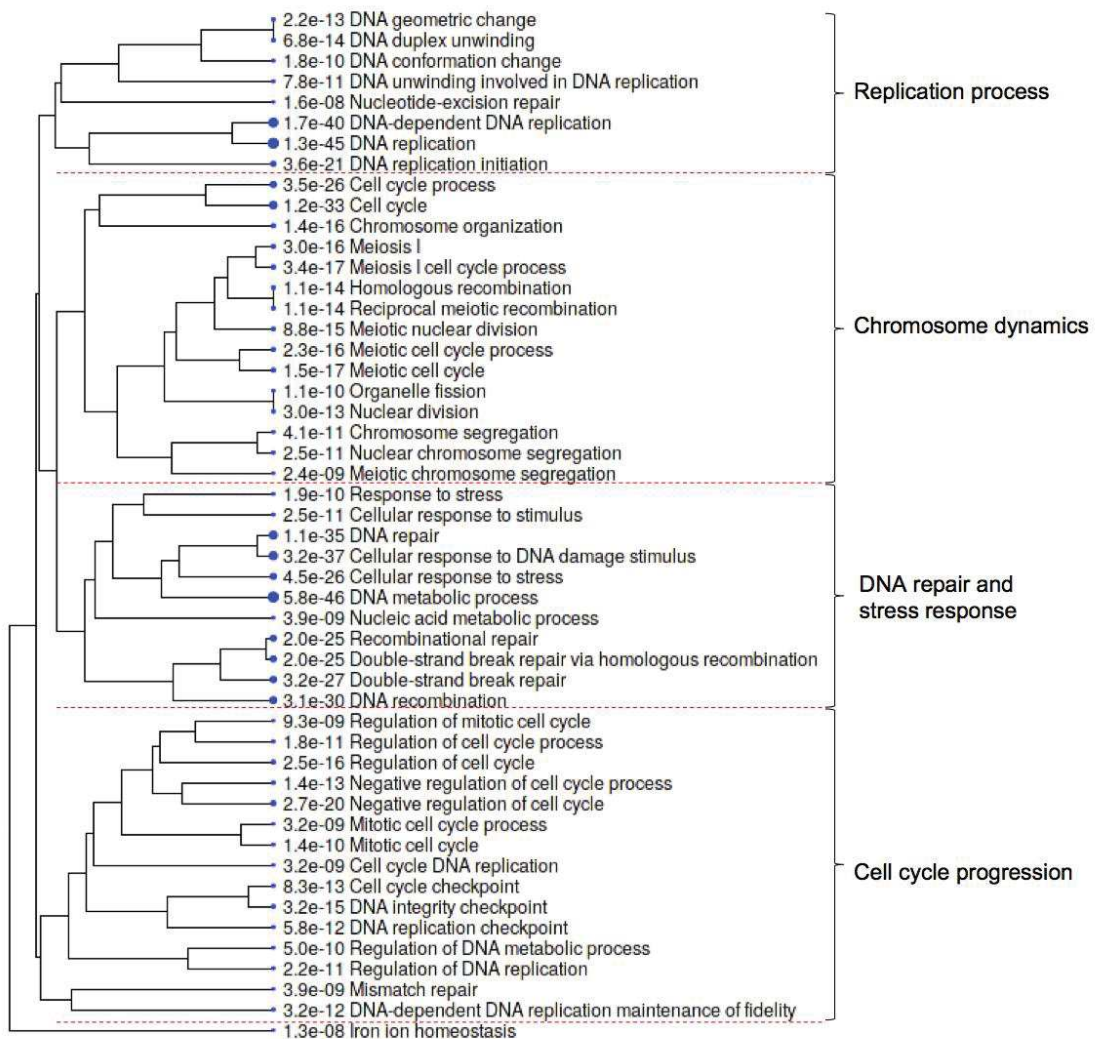 2.2e-13 DNA geometric change
6.8e-14 DNA duplex unwinding
1.8e-10 DNA conformation change
7.8e-11 DNA unwinding involved in DNA replication
1.6e-08 Nucleotide-excision repair
1.7e-40 DNA-dependent DNA replication
1.3e-45 DNA replication
3.6e-21 DNA replication initiation
Replication process
3.5e-26 Cell cycle process
1.2e-33 Cell cycle
1.4e-16 Chromosome organization
3.0e-16 Meiosis I
3.4e-17 Meiosis I cell cycle process
1.1e-14 Homologous recombination
1.1e-14 Reciprocal meiotic recombination
8.8e-15 Meiotic nuclear division
2.3e-16 Meiotic cell cycle process
1.5e-17 Meiotic cell cycle
1.1e-10 Organelle fission
3.0e-13 Nuclear division
4.1e-11 Chromosome segregation
2.5e-11 Nuclear chromosome segregation
2.4e-09 Meiotic chromosome segregation
Chromosome dynamics
1.9e-10 Response to stress
2.5e-11 Cellular response to stimulus
1.1e-35 DNA repair
3.2e-37 Cellular response to DNA damage stimulus
4.5e-26 Cellular response to stress
5.8e-46 DNA metabolic process
3.9e-09 Nucleic acid metabolic process
2.0e-25 Recombinational repair
2.0e-25 Double-strand break repair via homologous recombination
3.2e-27 Double-strand break repair
3.1e-30 DNA recombination
DNA repair and
stress response
9.3e-09 Regulation of mitotic cell cycle
1.8e-11 Regulation of cell cycle process
2.5e-16 Regulation of cell cycle
1.4e-13 Negative regulation of cell cycle process
2.7e-20 Negative regulation of cell cycle
3.2e-09 Mitotic cell cycle process
1.4e-10 Mitotic cell cycle
3.2e-09 Cell cycle DNA replication
8.3e-13 Cell cycle checkpoint
3.2e-15 DNA integrity checkpoint
5.8e-12 DNA replication checkpoint
5.0e-10 Regulation of DNA metabolic process
2.2e-11 Regulation of DNA replication
3.9e-09 Mismatch repair
3.2e-12 DNA-dependent DNA replication maintenance of fidelity
Cell cycle progression
1.3e-08 Iron ion homeostasis